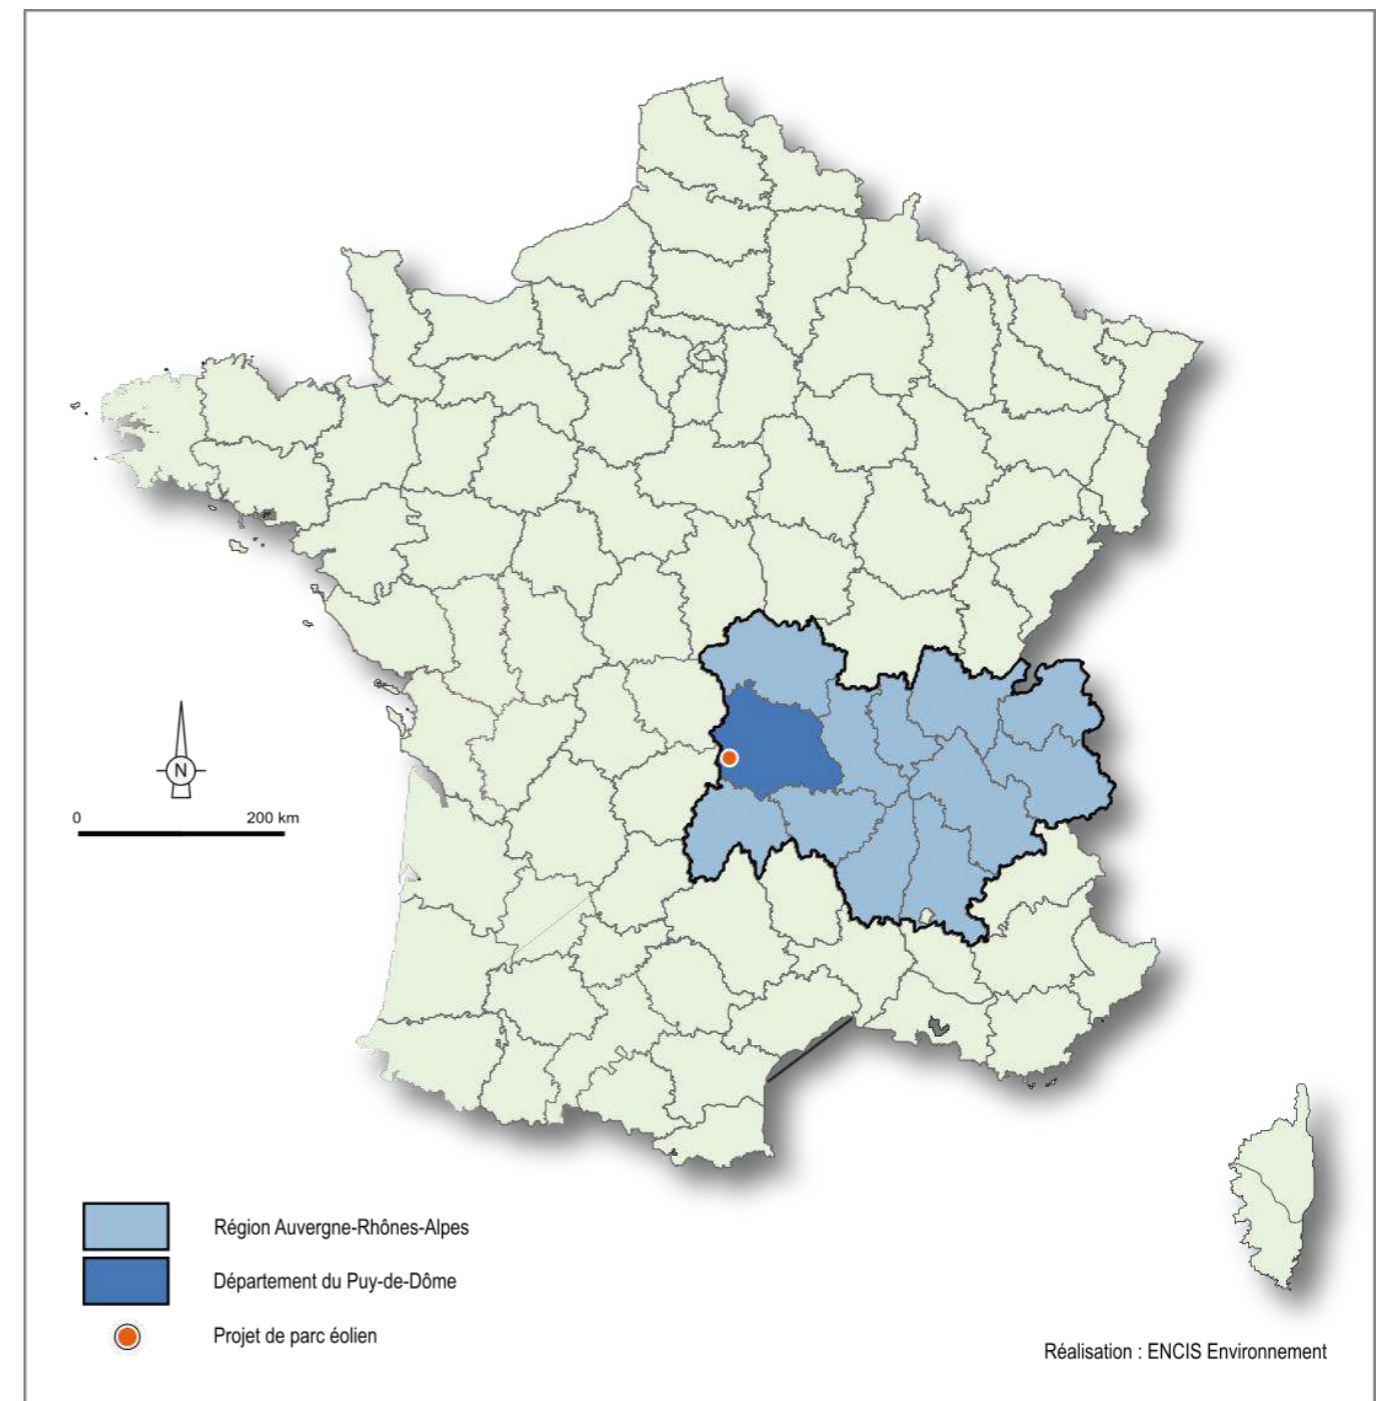 N
0 200 km
Région Auvergne-Rhônes-Alpes
Département du Puy-de-Dôme
Projet de parc éolien
Réalisation : ENCIS Environnement